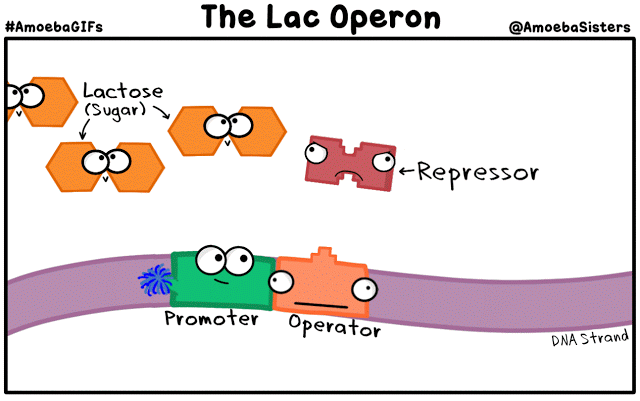 The Lac Operon
#AmoebaGIFs
@AmoebaSisters
Lactose
(Sugar)
Repressor
Promoter
Operator
DNA Strand